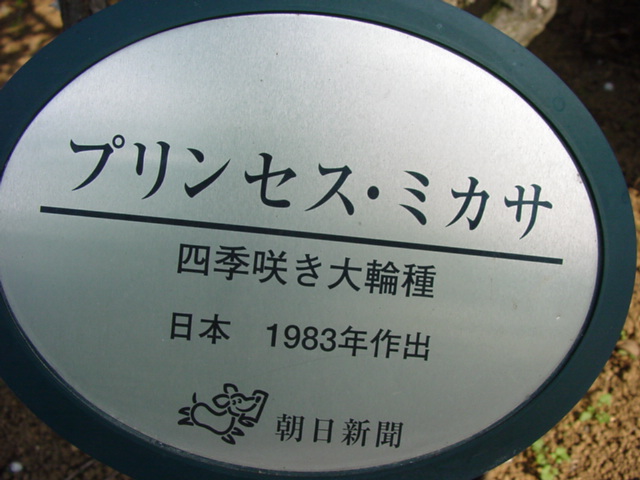 プリンセス・ミカサ
四季咲き大輪種
日本　1983年作出
朝日新聞